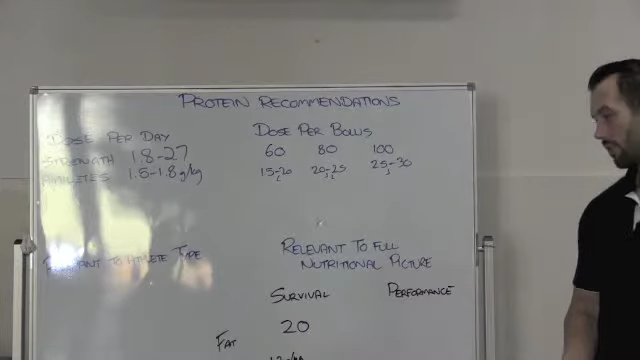 PROTEIN RECOMMENDATIONS
DOSE PER DAY
STRENGTH 1.8-2.7
ATHLETES 1.5-1.8 g/kg
DOSE PER BOLUS
60 80 100
15-20 20-25 25-30
RELEVANT TO ATHLETE TYPE
RELEVANT TO FULL
NUTRITIONAL PICTURE
SURVIVAL PERFORMANCE
20
FAT